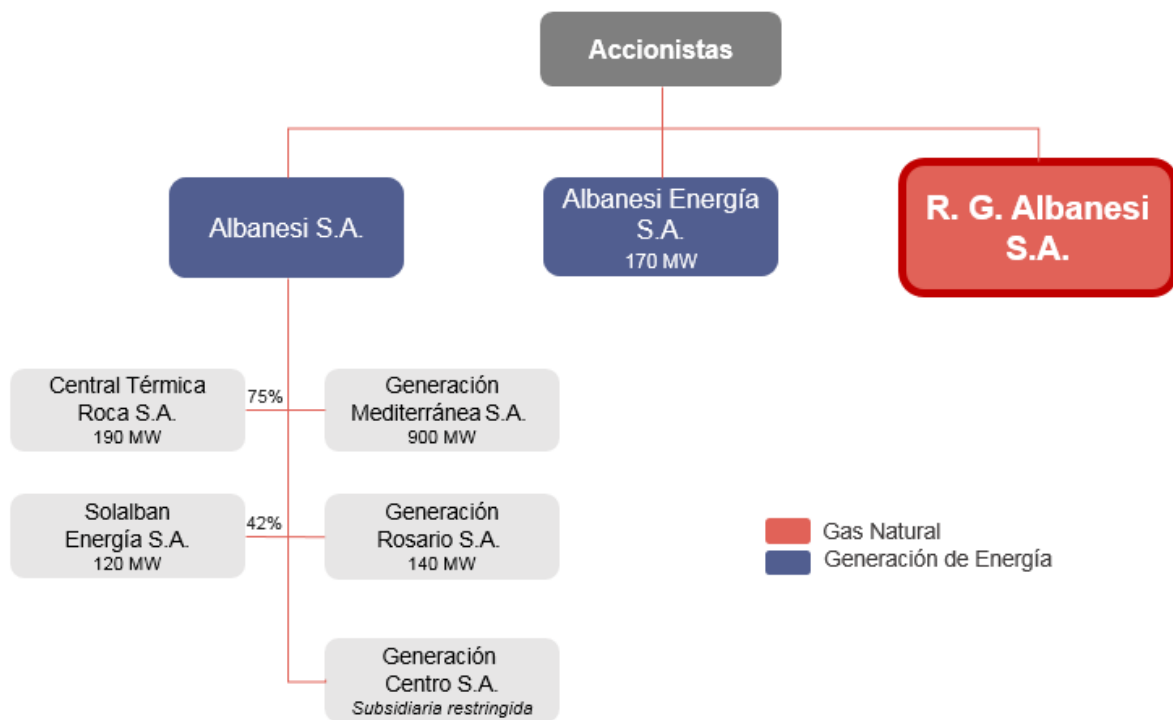 Accionistas
Albanesi S.A.
Albanesi Energía
S.A.
170 MW
R. G. Albanesi
S.A.
Central Térmica
Roca S.A.
190 MW
75%
Generación
Mediterránea S.A.
900 MW
Solalban
Energía S.A.
120 MW
42%
Generación
Rosario S.A.
140 MW
Gas Natural
Generación de Energía
Generación
Centro S.A.
Subsidiaria restringida